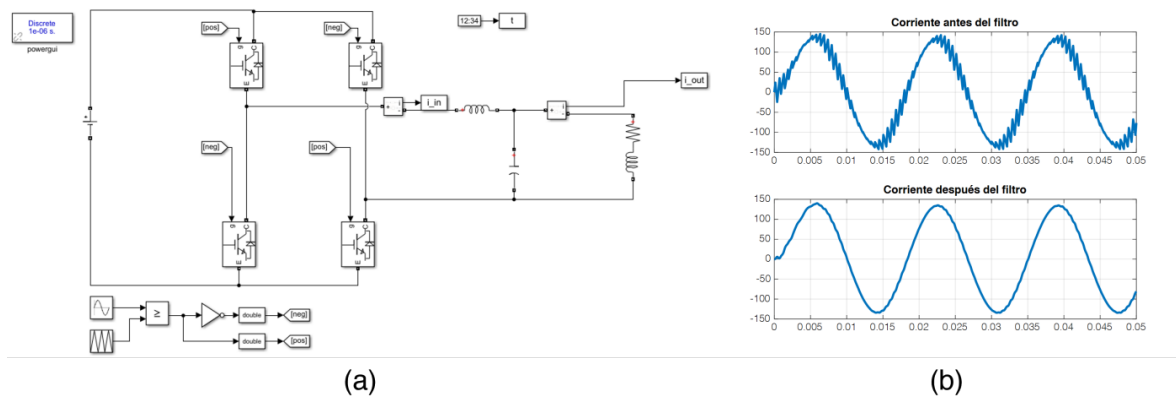 Discrete
1e-06 s.
powergui
[pos]
[neg]
12:34
t
g
C
E
g
C
E
i_in
i_out
+
i
-
+
i
-
+
[neg]
[pos]
g
C
E
g
C
E
≥
double
[neg]
double
[pos]
(a)
Corriente antes del filtro
150
100
50
0
-50
-100
-150
0
0.005
0.01
0.015
0.02
0.025
0.03
0.035
0.04
0.045
0.05
Corriente después del filtro
150
100
50
0
-50
-100
-150
0
0.005
0.01
0.015
0.02
0.025
0.03
0.035
0.04
0.045
0.05
(b)